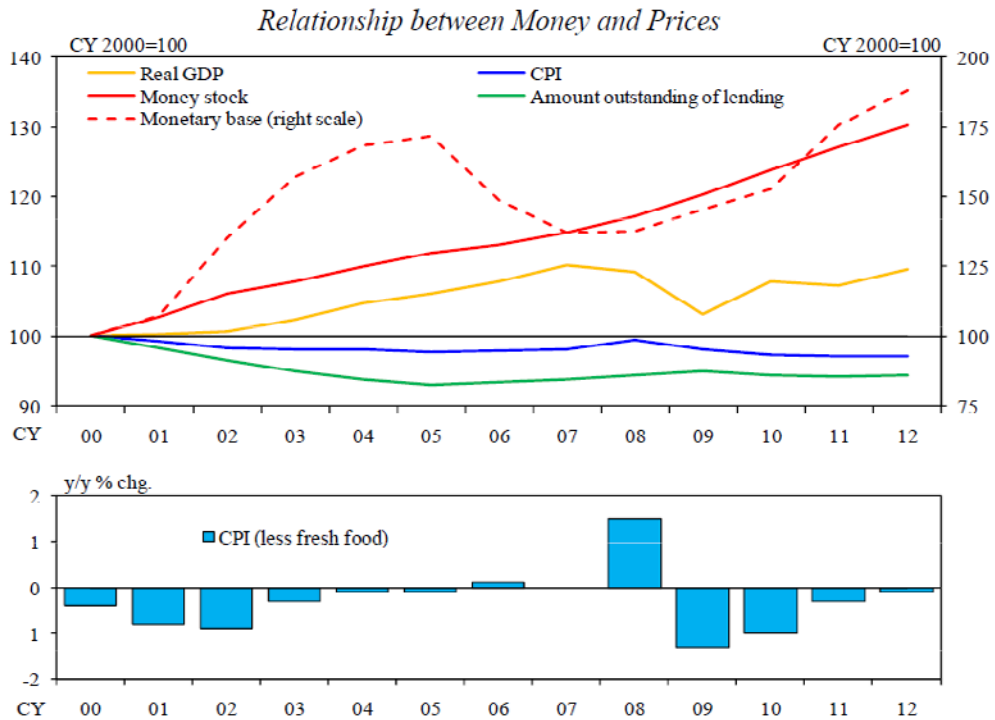 Relationship between Money and Prices
CY 2000=100 CY 2000=100
140 200
Real GDP CPI
Money stock Amount outstanding of lending
Monetary base (right scale)
130 175
120 150
110 125
100 100
90 75
CY 00 01 02 03 04 05 06 07 08 09 10 11 12
y/y % chg.
2
CPI (less fresh food)
1
0
1
-2
CY 00 01 02 03 04 05 06 07 08 09 10 11 12